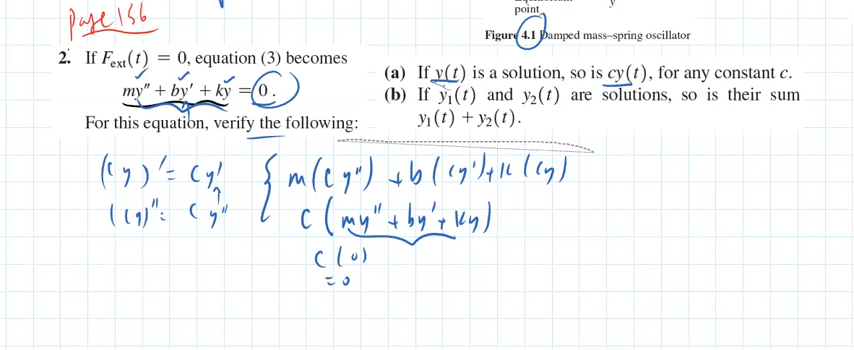 page 156
point.
y
Figure 4.1 Damped mass–spring oscillator
2. If Fext(t) = 0, equation (3) becomes
my″ + by′ + ky = 0.
For this equation, verify the following:
(a) If y(t) is a solution, so is cy(t), for any constant c.
(b) If y₁(t) and y₂(t) are solutions, so is their sum
y₁(t) + y₂(t).
(cy)′ = cy′
(cy)″ = cy″
{ m(cy″) + b(cy′) + k(cy)
c(my″ + by′ + ky)
c(0)
= 0